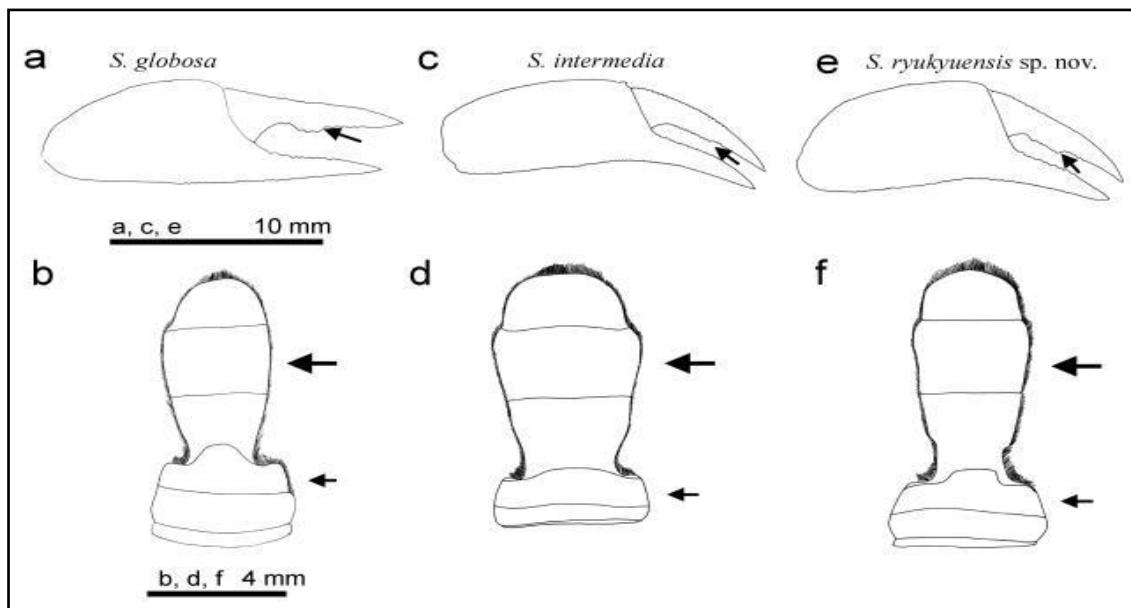 a
S. globosa
c
S. intermedia
e
S. ryukyuensis sp. nov.
a, c, e 10 mm
b
d
f
b, d, f 4 mm